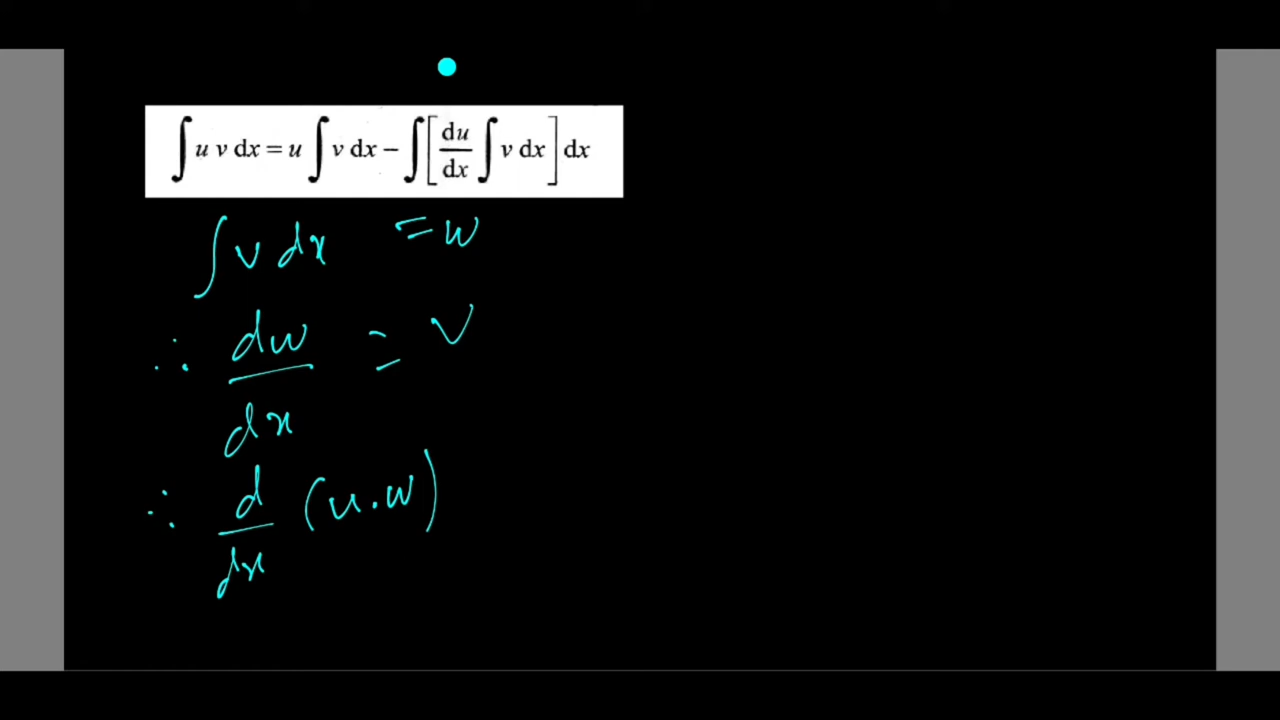 ∫ u v dx = u ∫ v dx − ∫ [ du/dx ∫ v dx ] dx
∫ v dx = w
∴ dw/dx = v
∴ d/dx (u.w)